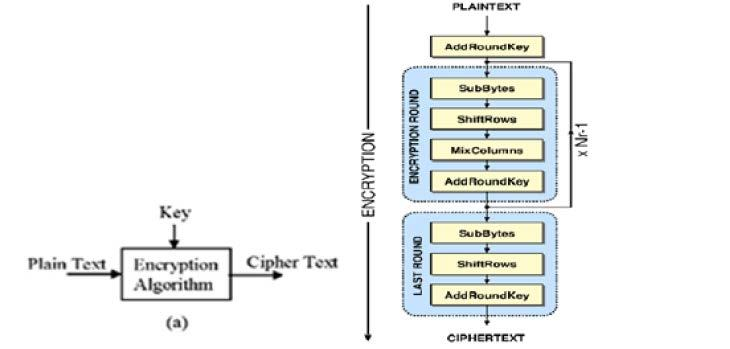 Key
Plain Text
Encryption
Algorithm
Cipher Text
(a)
ENCRYPTION
PLAINTEXT
AddRoundKey
ENCRYPTION ROUND
SubBytes
ShiftRows
MixColumns
AddRoundKey
x Nr-1
LAST ROUND
SubBytes
ShiftRows
AddRoundKey
CIPHERTEXT